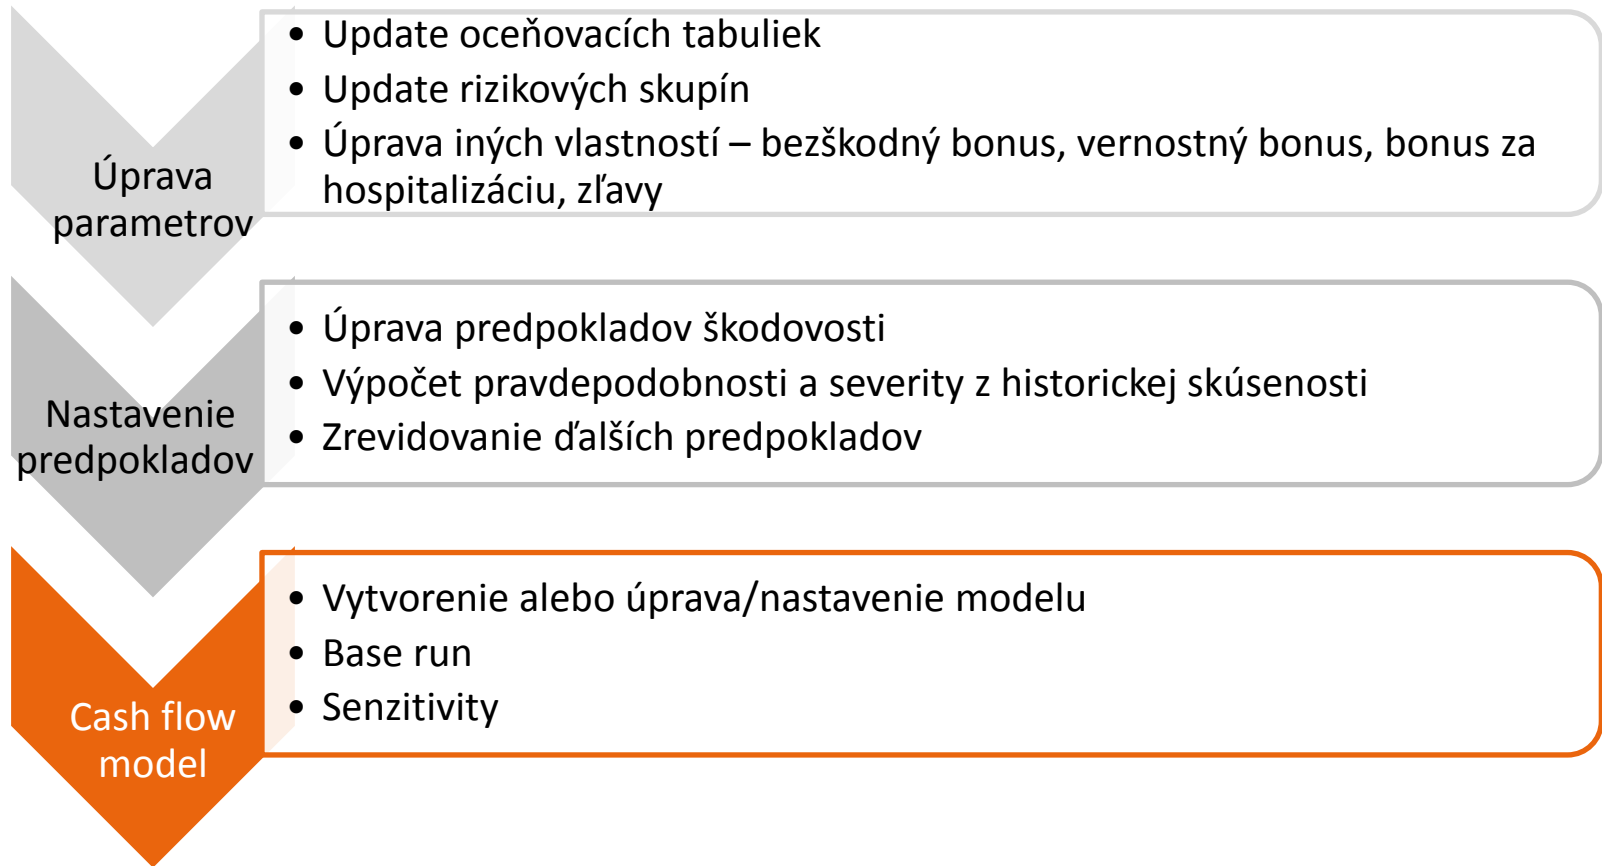 Úprava
parametrov
• Update oceňovacích tabuliek
• Update rizikových skupín
• Úprava iných vlastností – bezškodný bonus, vernostný bonus, bonus za
hospitalizáciu, zľavy
Nastavenie
predpokladov
• Úprava predpokladov škodovosti
• Výpočet pravdepodobnosti a severity z historickej skúsenosti
• Zrevidovanie ďalších predpokladov
Cash flow
model
• Vytvorenie alebo úprava/nastavenie modelu
• Base run
• Senzitivity